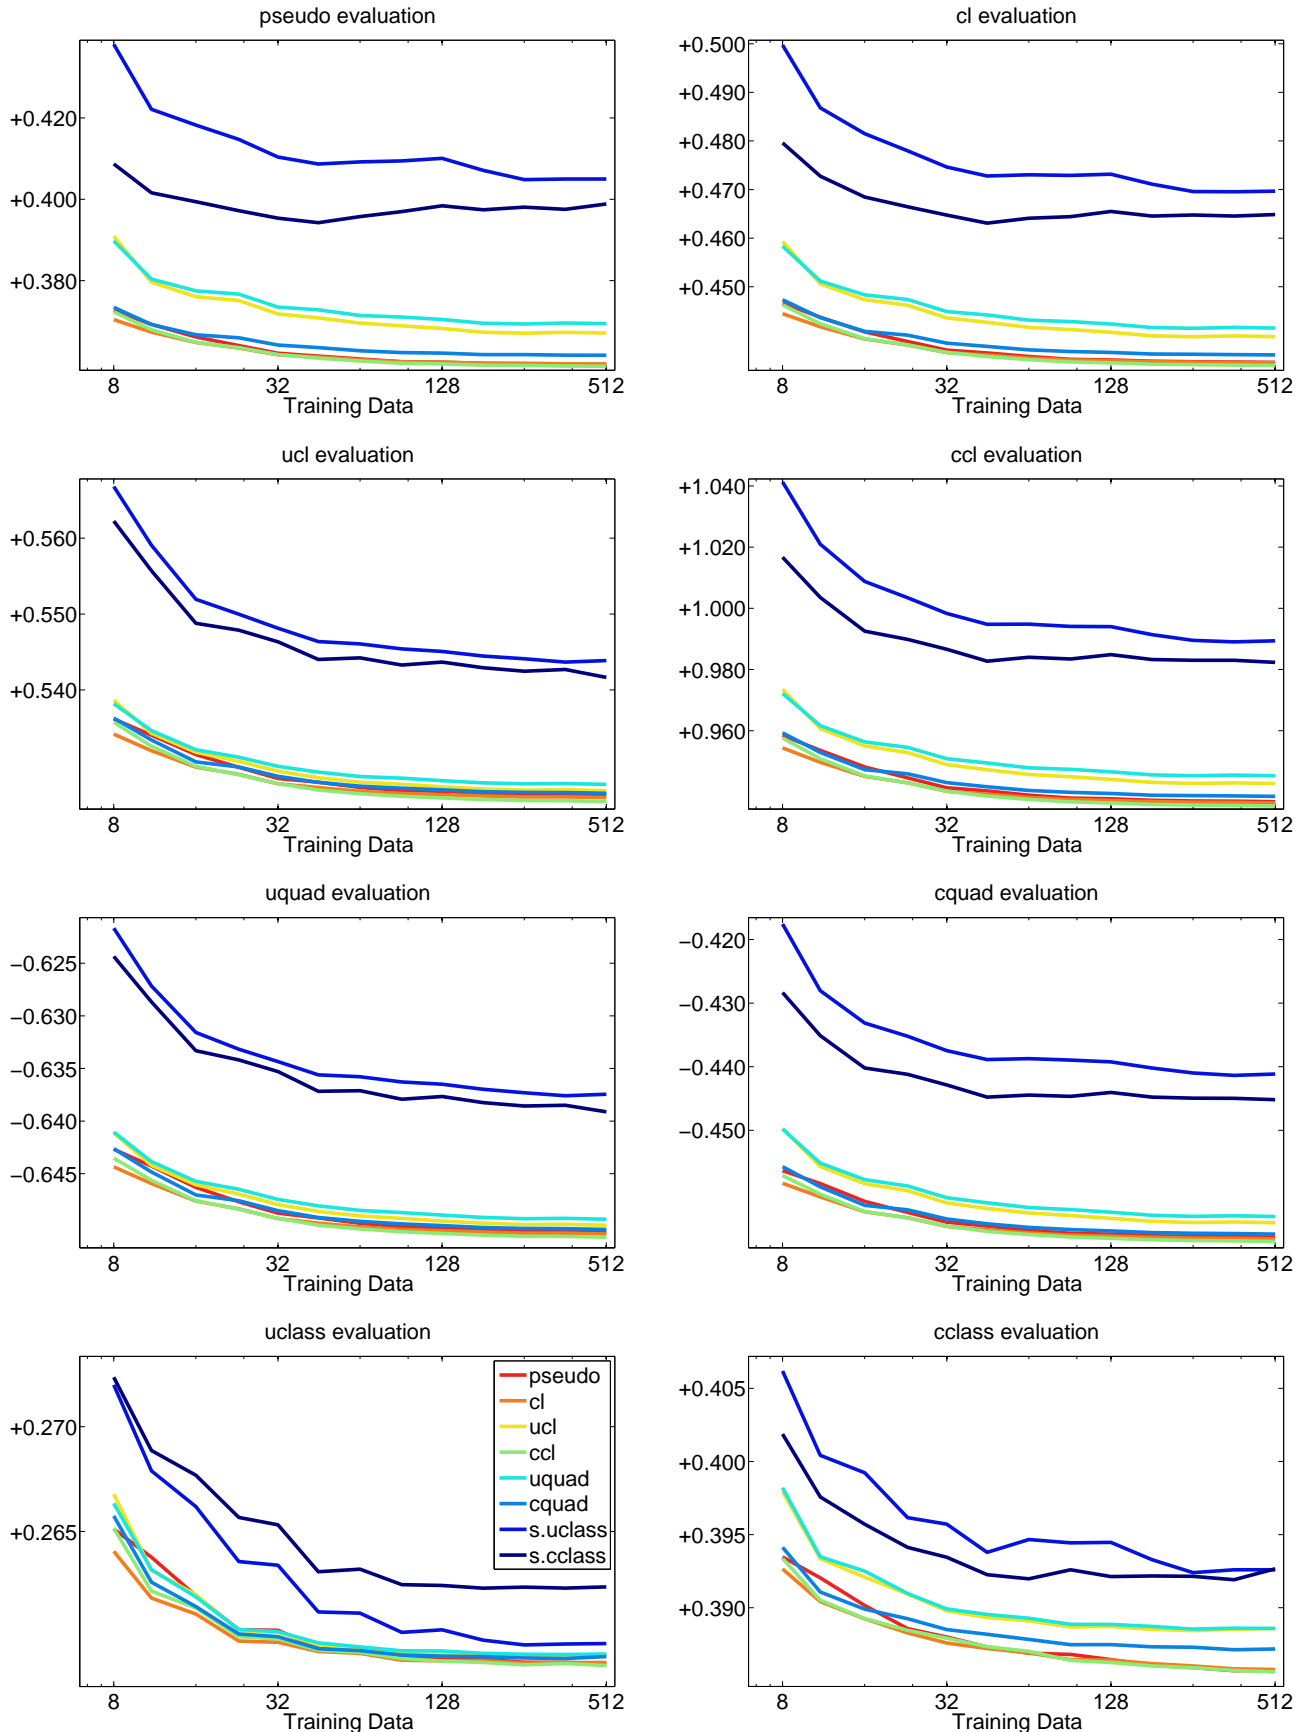 pseudo evaluation
+0.420
+0.400
+0.380
8 32 128 512
Training Data
cl evaluation
+0.500
+0.490
+0.480
+0.470
+0.460
+0.450
8 32 128 512
Training Data
ucl evaluation
+0.560
+0.550
+0.540
8 32 128 512
Training Data
ccl evaluation
+1.040
+1.020
+1.000
+0.980
+0.960
8 32 128 512
Training Data
uquad evaluation
−0.625
−0.630
−0.635
−0.640
−0.645
8 32 128 512
Training Data
cquad evaluation
−0.420
−0.430
−0.440
−0.450
8 32 128 512
Training Data
uclass evaluation
+0.270
+0.265
pseudo
cl
ucl
ccl
uquad
cquad
s.uclass
s.cclass
8 32 128 512
Training Data
cclass evaluation
+0.405
+0.400
+0.395
+0.390
8 32 128 512
Training Data